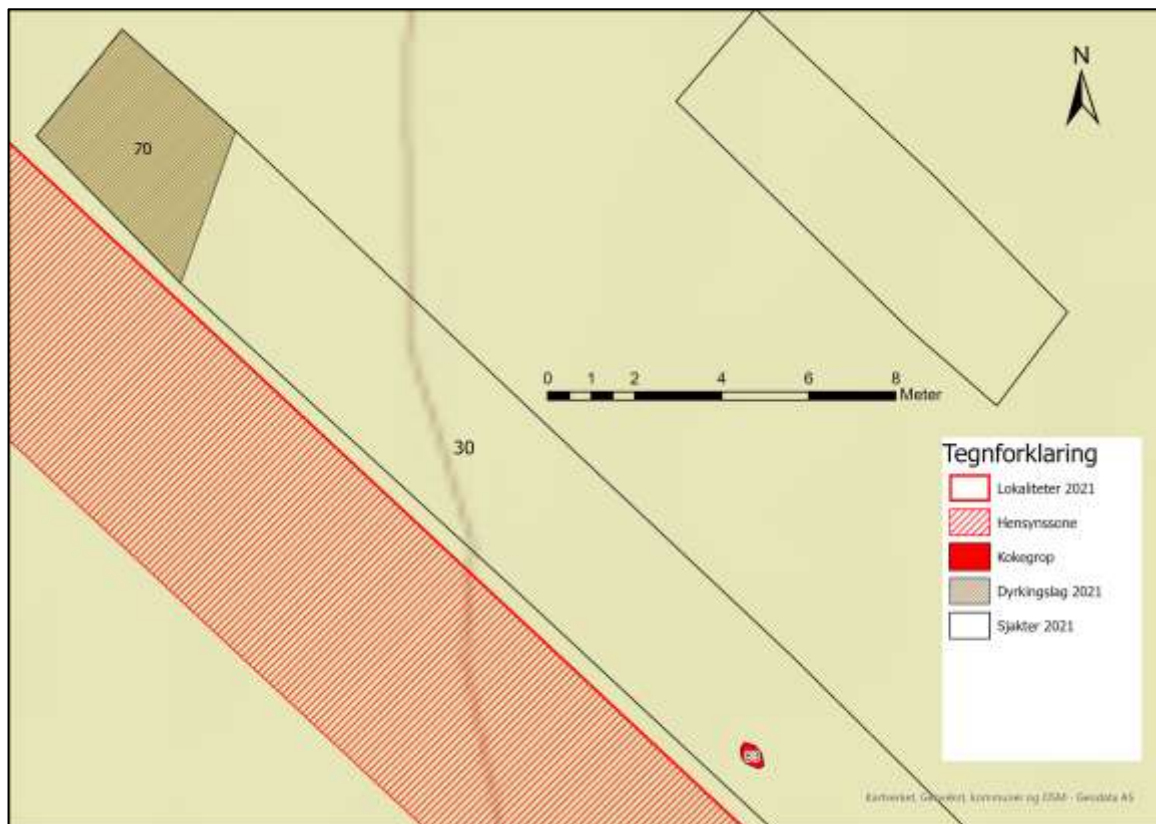 N
70
0 1 2 4 6 8
Meter
30
Tegnforklaring
Lokaliteter 2021
Hensynssone
Kokegrop
Dyrkingslag 2021
Sjakter 2021
Kartverket, Geovekst, kommuner og OSM - Geodata AS